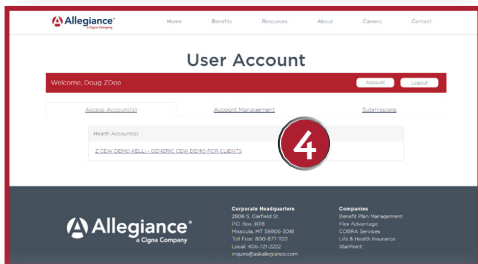 Allegiance®
a Cigna Company
Home Benefits Resources About Careers Contact
User Account
Welcome, Doug ZDoe
Account Logout
Access Account(s) Account Management Submissions
Health Account(s)
Z CEW DEMO KELLI - GENERIC CEW DEMO FOR CLIENTS
4
Allegiance®
a Cigna Company
Corporate Headquarters
2806 S. Garfield St.
P.O. Box 3018
Missoula, MT 59806-3018
Toll Free: 800-877-1122
Local: 406-721-2222
inquire@askallegiance.com
Companies
Benefit Plan Management
Flex Advantage
COBRA Services
Life & Health Insurance
StarPoint